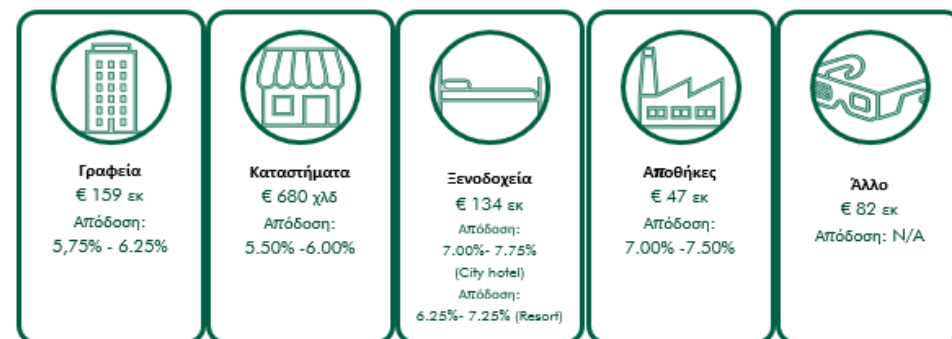 Γραφεία
€ 159 εκ
Απόδοση:
5,75% - 6.25%
Καταστήματα
€ 680 χλδ
Απόδοση:
5.50% -6.00%
Ξενοδοχεία
€ 134 εκ
Απόδοση:
7.00%- 7.75%
(City hotel)
Απόδοση:
6.25%- 7.25% (Resort)
Αποθήκες
€ 47 εκ
Απόδοση:
7.00% -7.50%
Άλλο
€ 82 εκ
Απόδοση: N/A